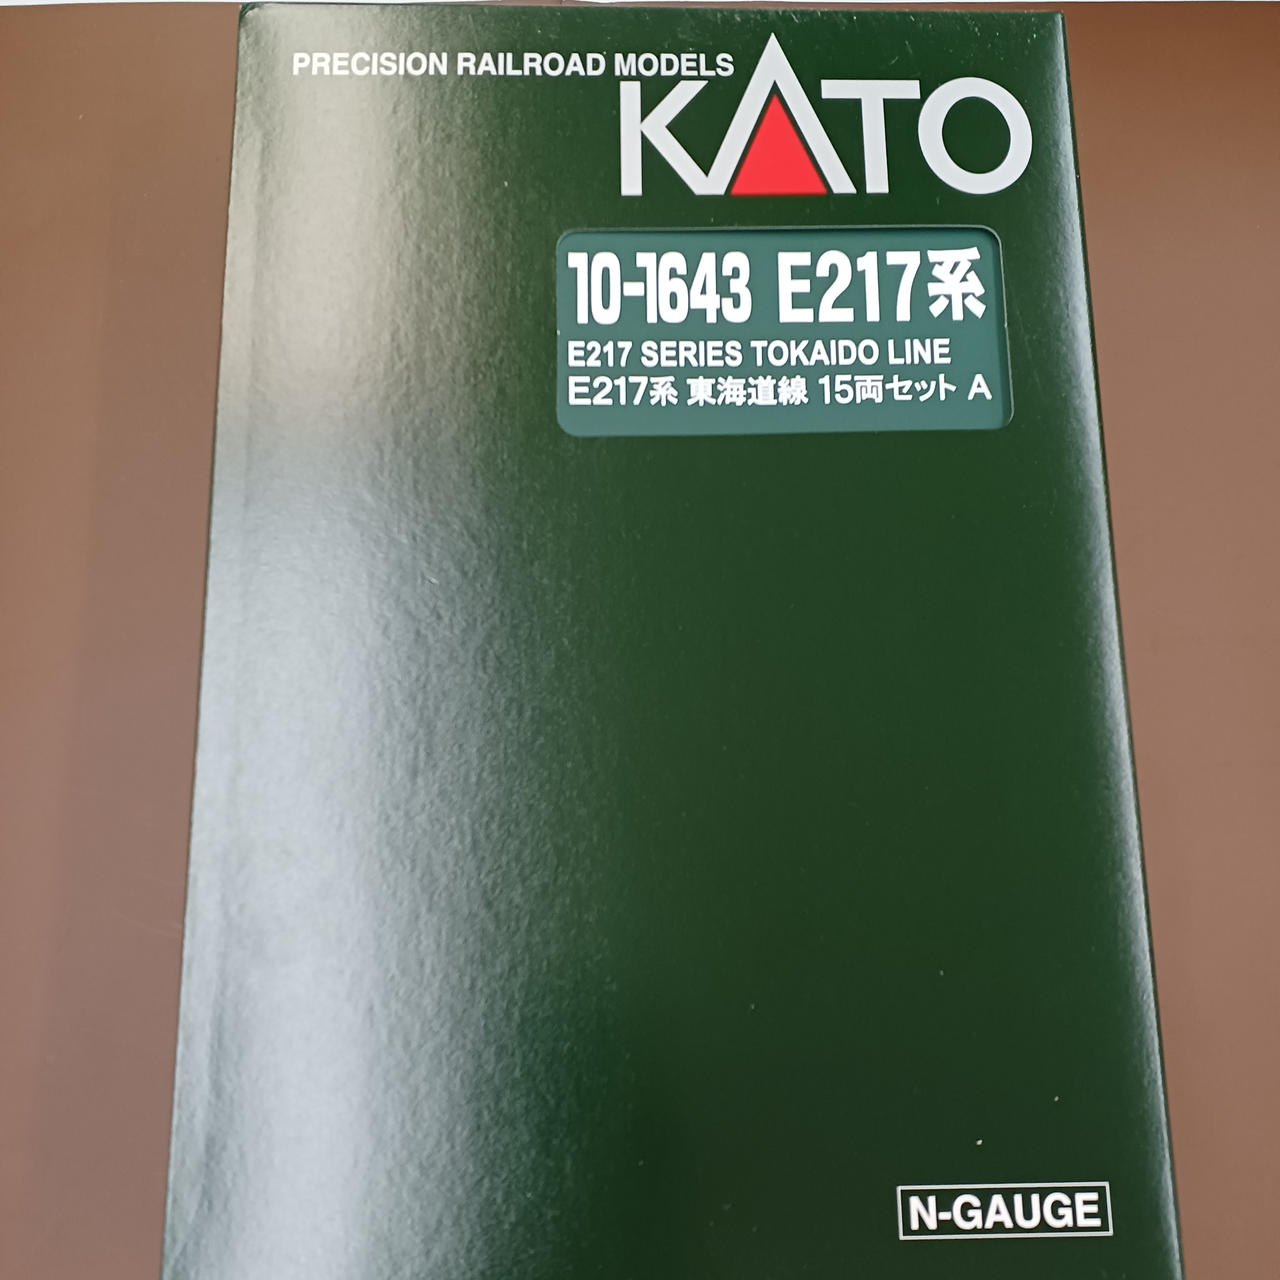 PRECISION RAILROAD MODELS
KATO
10-1643 E217系
E217 SERIES TOKAIDO LINE
E217系 東海道線 15両セット A
N-GAUGE